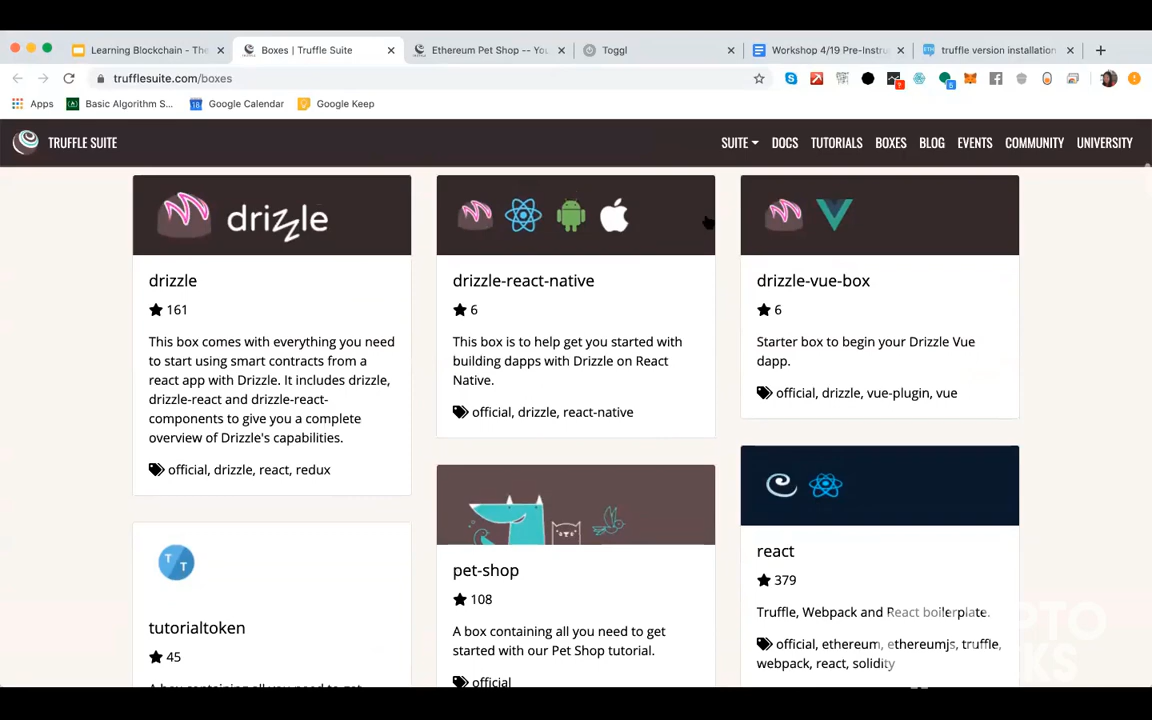 Learning Blockchain - The
Boxes | Truffle Suite
Ethereum Pet Shop -- You
Toggl
Workshop 4/19 Pre-Instru
truffle version installation
trufflesuite.com/boxes
Apps
Basic Algorithm S...
Google Calendar
Google Keep
TRUFFLE SUITE
SUITE
DOCS
TUTORIALS
BOXES
BLOG
EVENTS
COMMUNITY
UNIVERSITY
drizzle
drizzle
161
This box comes with everything you need
to start using smart contracts from a
react app with Drizzle. It includes drizzle,
drizzle-react and drizzle-react-
components to give you a complete
overview of Drizzle's capabilities.
official, drizzle, react, redux
drizzle-react-native
6
This box is to help get you started with
building dapps with Drizzle on React
Native.
official, drizzle, react-native
drizzle-vue-box
6
Starter box to begin your Drizzle Vue
dapp.
official, drizzle, vue-plugin, vue
T T
tutorialtoken
45
A box containing all you need to get
pet-shop
108
A box containing all you need to get
started with our Pet Shop tutorial.
official
react
379
Truffle, Webpack and React boilerplate.
official, ethereum, ethereumjs, truffle,
webpack, react, solidity